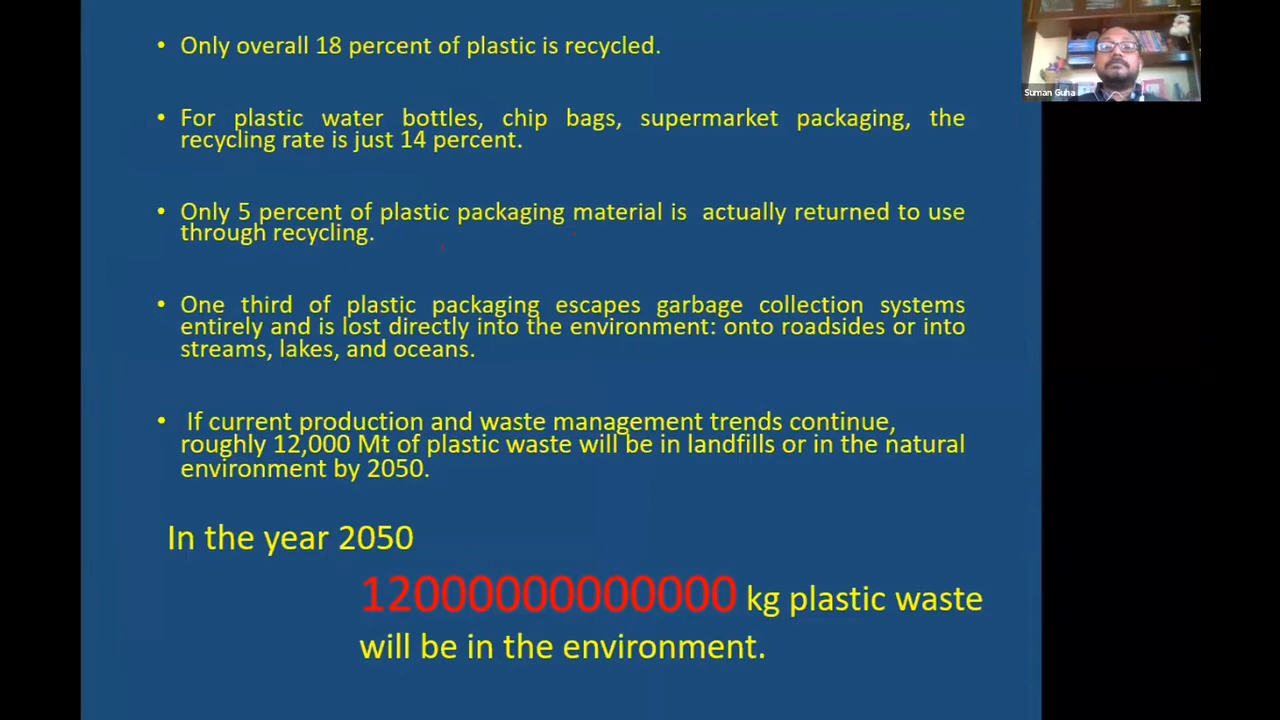 • Only overall 18 percent of plastic is recycled.
Suman Guha
• For plastic water bottles, chip bags, supermarket packaging, the
recycling rate is just 14 percent.
• Only 5 percent of plastic packaging material is actually returned to use
through recycling.
• One third of plastic packaging escapes garbage collection systems
entirely and is lost directly into the environment: onto roadsides or into
streams, lakes, and oceans.
• If current production and waste management trends continue,
roughly 12,000 Mt of plastic waste will be in landfills or in the natural
environment by 2050.
In the year 2050
12000000000000 kg plastic waste
will be in the environment.